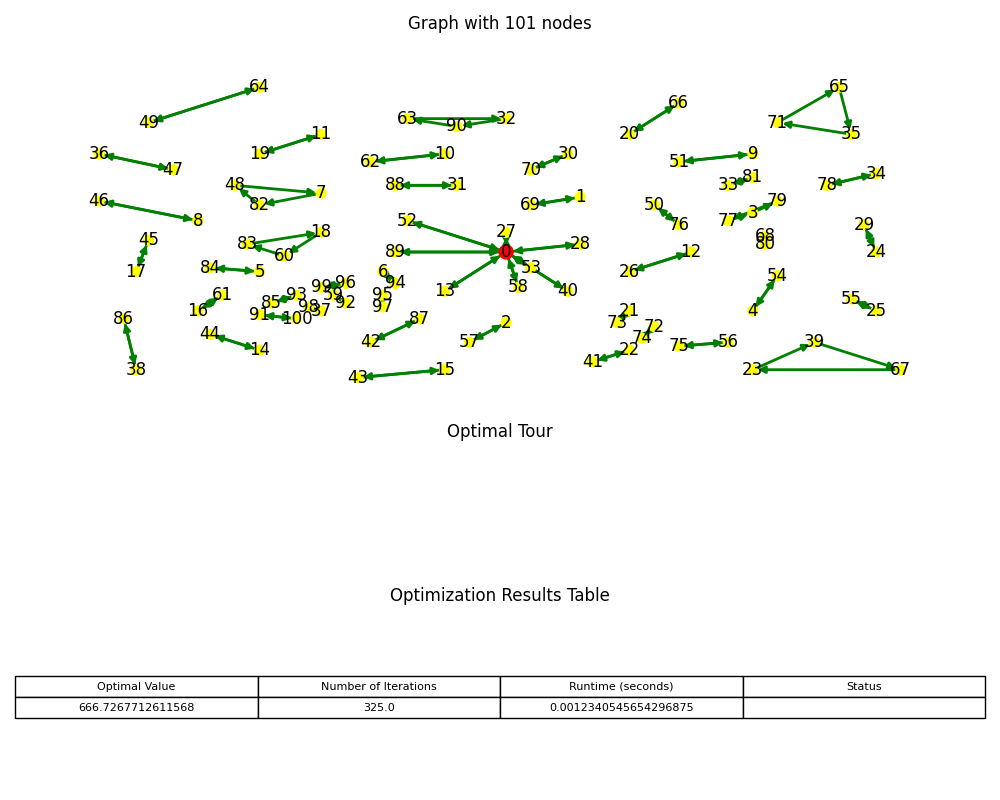 Graph with 101 nodes
64 65
66
49 63 90 32 20 71 35
11
36 19 62 10 30 51 9
47 70
48 7 88 31 33 81 78 34
46 82 69 1 50 3 79
8 52 76 77
45 83 18 27 68 29
60 89 0 28 12 80 24
17 84 5 6 53 26 54
61 93 99 96 94 13 58 40 55
16 85 59 92 95 4 25
91 98 37 97 21
86 100 87 2 73 72
44 42 57 74 75 56 39
14 22
38 15 41 23 67
43
Optimal Tour
Optimization Results Table
Optimal Value Number of Iterations Runtime (seconds) Status
666.7267712611568 325.0 0.0012340545654296875